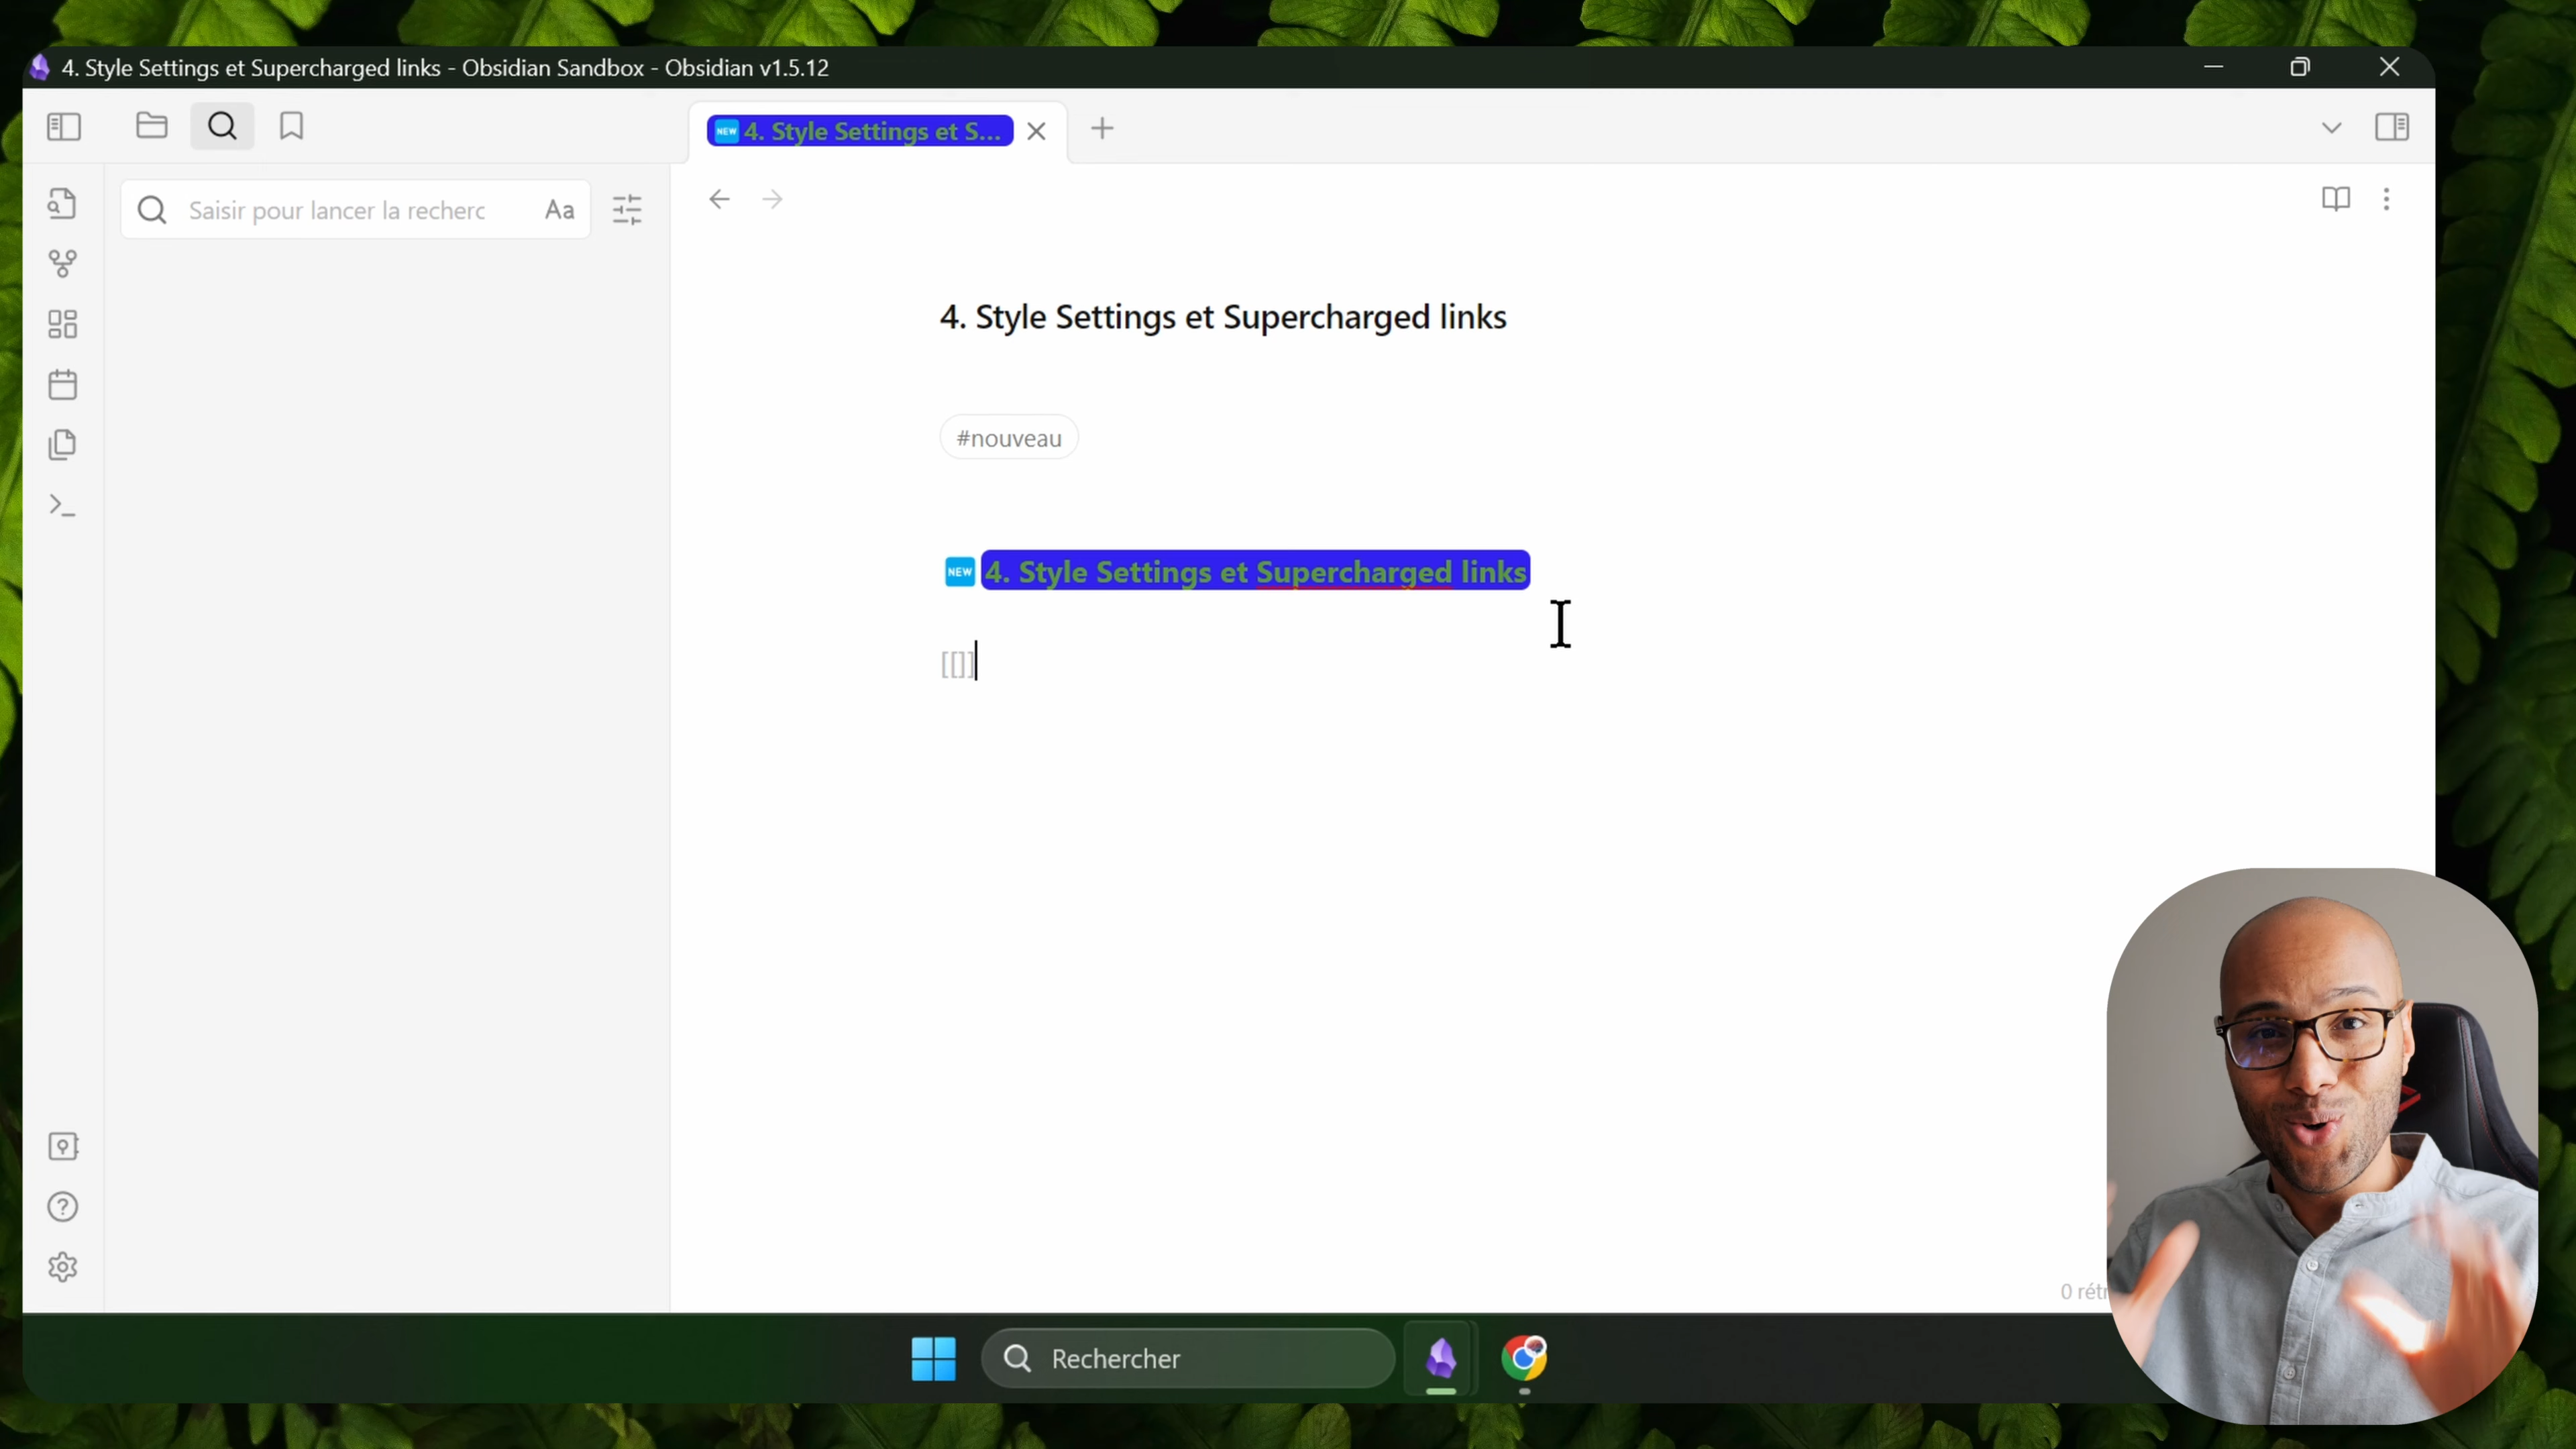 4. Style Settings et Supercharged links - Obsidian Sandbox - Obsidian v1.5.12
NEW 4. Style Settings et S...
Saisir pour lancer la recherc Aa
4. Style Settings et Supercharged links
#nouveau
NEW 4. Style Settings et Supercharged links
[[]]
0 rétr
Rechercher